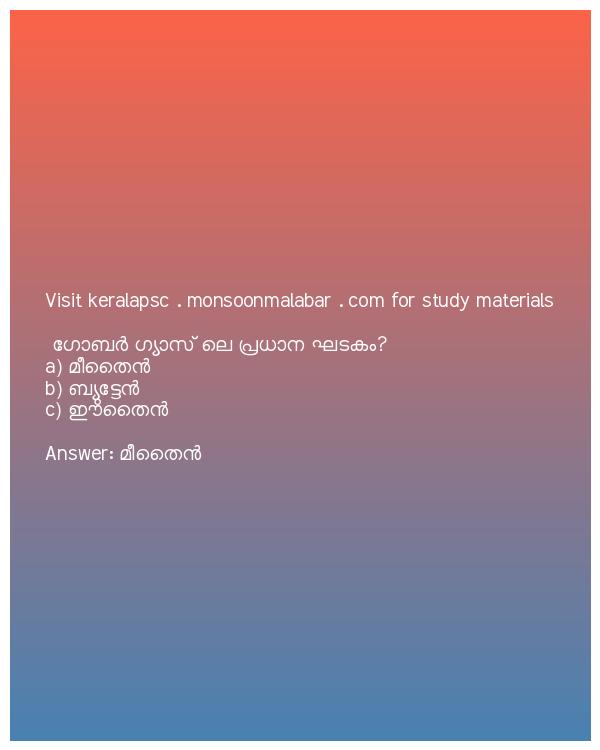 Visit keralapsc . monsoonmalabar . com for study materials
ഗോബർ ഗ്യാസ് ലെ പ്രധാന ഘടകം?
a) മീതൈൻ
b) ബ്യുട്ടേൻ
c) ഈതൈൻ
Answer: മീതൈൻ